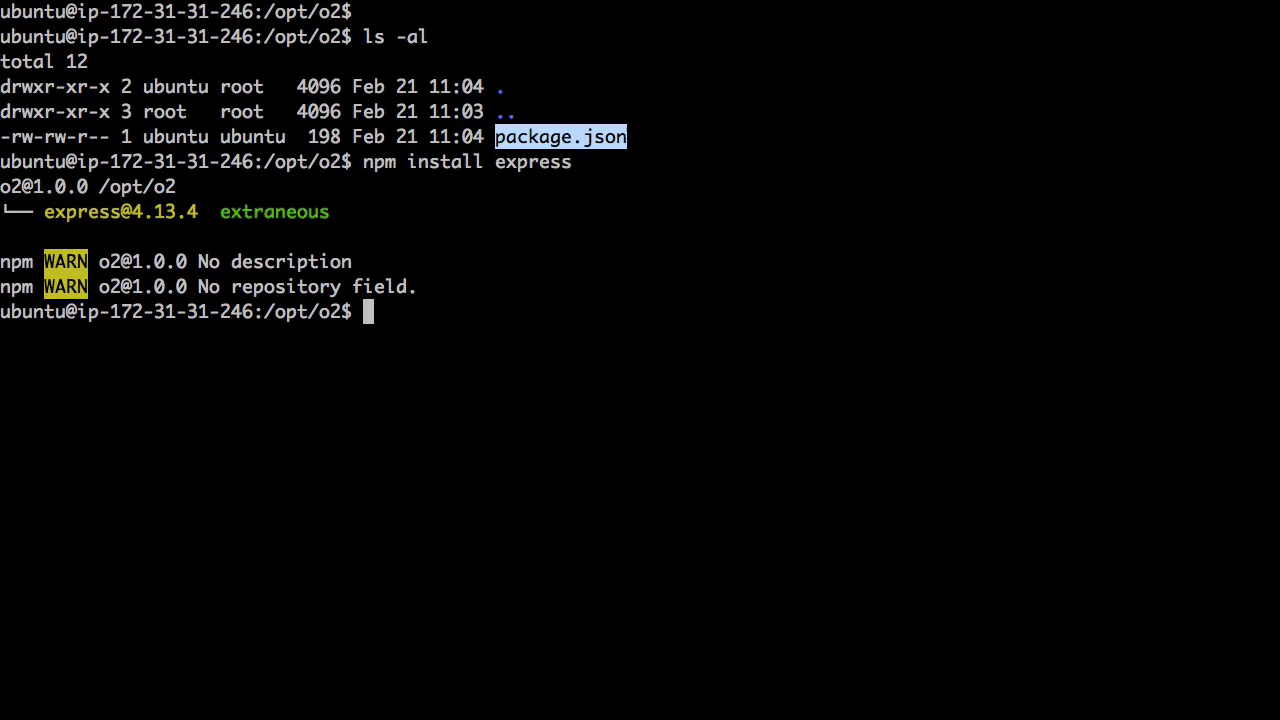 ubuntu@ip-172-31-31-246:/opt/o2$
ubuntu@ip-172-31-31-246:/opt/o2$ ls -al
total 12
drwxr-xr-x 2 ubuntu root   4096 Feb 21 11:04 .
drwxr-xr-x 3 root   root   4096 Feb 21 11:03 ..
-rw-rw-r-- 1 ubuntu ubuntu  198 Feb 21 11:04 package.json
ubuntu@ip-172-31-31-246:/opt/o2$ npm install express
o2@1.0.0 /opt/o2
└── express@4.13.4  extraneous
npm WARN o2@1.0.0 No description
npm WARN o2@1.0.0 No repository field.
ubuntu@ip-172-31-31-246:/opt/o2$